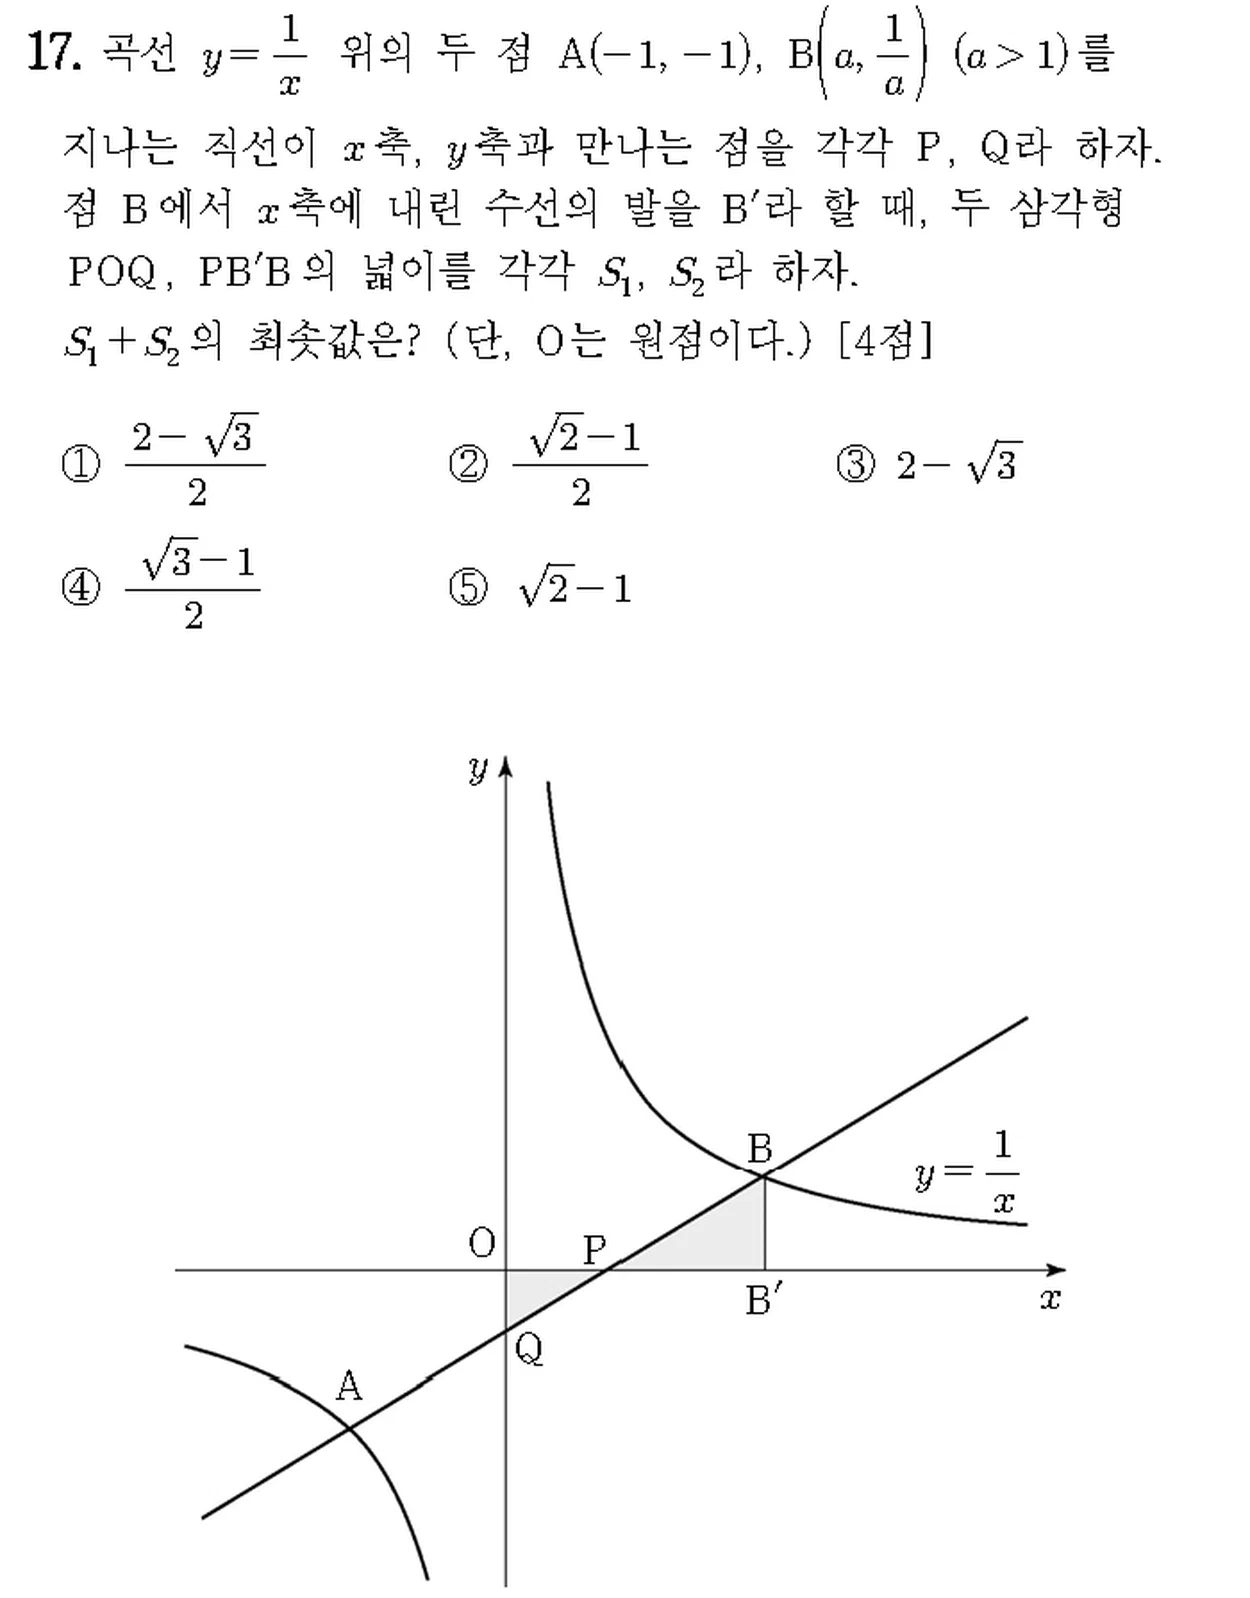 17. 곡선 y=1/x 위의 두 점 A(−1, −1), B(a, 1/a) (a>1)를
지나는 직선이 x축, y축과 만나는 점을 각각 P, Q라 하자.
점 B에서 x축에 내린 수선의 발을 B′라 할 때, 두 삼각형
POQ, PB′B의 넓이를 각각 S₁, S₂라 하자.
S₁+S₂의 최솟값은? (단, O는 원점이다.) [4점]
① (2−√3)/2 ② (√2−1)/2 ③ 2−√3
④ (√3−1)/2 ⑤ √2−1
y
B
y=1/x
O P
B′ x
Q
A